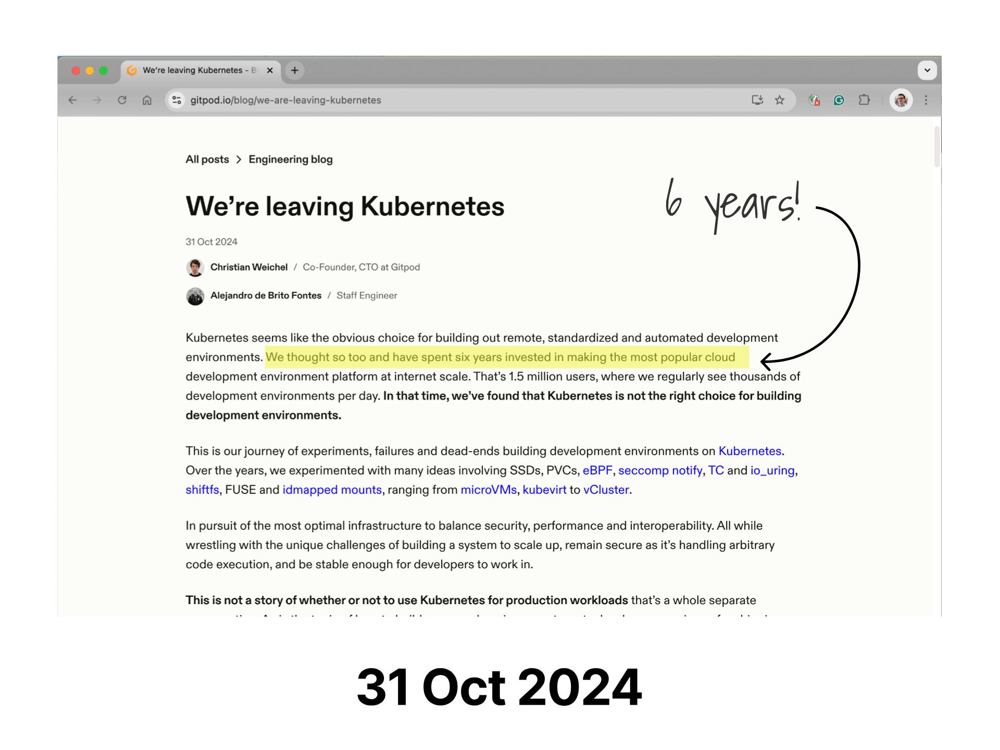 We're leaving Kubernetes - Bl
gitpod.io/blog/we-are-leaving-kubernetes
All posts > Engineering blog
We're leaving Kubernetes
6 years!
31 Oct 2024
Christian Weichel / Co-Founder, CTO at Gitpod
Alejandro de Brito Fontes / Staff Engineer
Kubernetes seems like the obvious choice for building out remote, standardized and automated development
environments. We thought so too and have spent six years invested in making the most popular cloud
development environment platform at internet scale. That's 1.5 million users, where we regularly see thousands of
development environments per day. In that time, we've found that Kubernetes is not the right choice for building
development environments.
This is our journey of experiments, failures and dead-ends building development environments on Kubernetes.
Over the years, we experimented with many ideas involving SSDs, PVCs, eBPF, seccomp notify, TC and io_uring,
shiftfs, FUSE and idmapped mounts, ranging from microVMs, kubevirt to vCluster.
In pursuit of the most optimal infrastructure to balance security, performance and interoperability. All while
wrestling with the unique challenges of building a system to scale up, remain secure as it's handling arbitrary
code execution, and be stable enough for developers to work in.
This is not a story of whether or not to use Kubernetes for production workloads that's a whole separate
31 Oct 2024